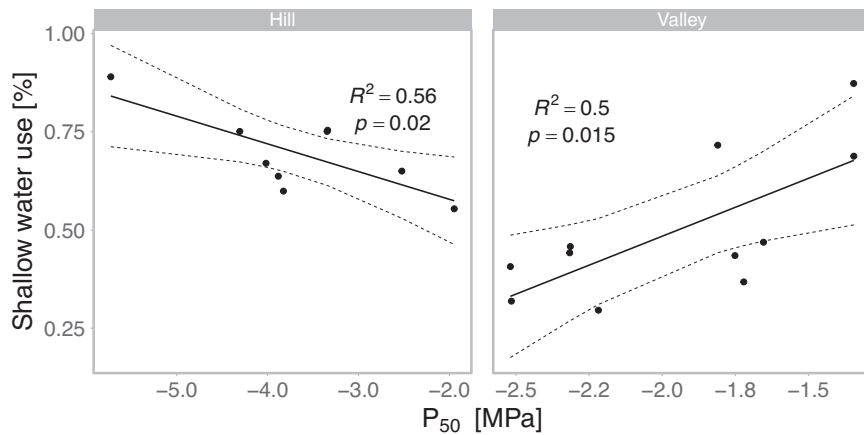 Hill
Valley
Shallow water use [%]
1.00
0.75
0.50
0.25
R² = 0.56
p = 0.02
R² = 0.5
p = 0.015
−5.0 −4.0 −3.0 −2.0
−2.5 −2.2 −2.0 −1.8 −1.5
P₅₀ [MPa]